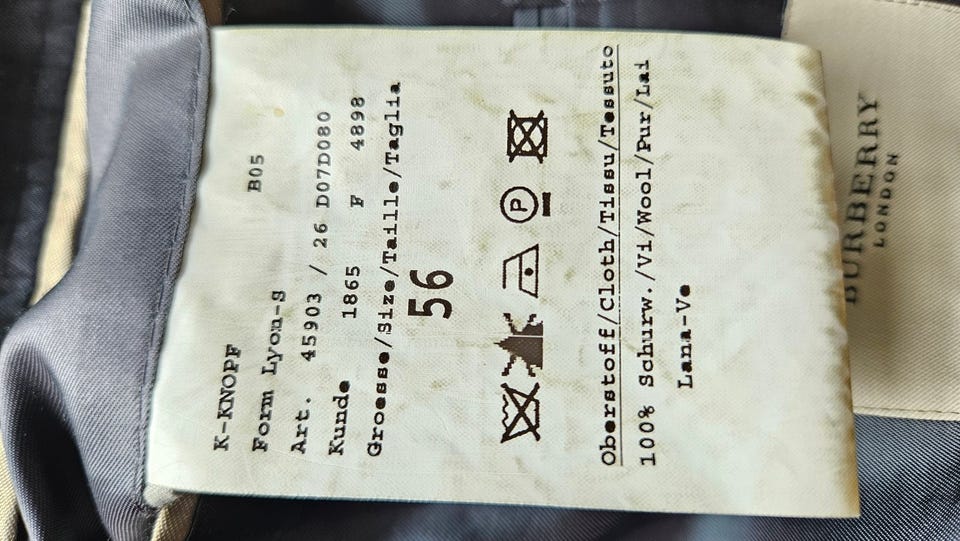 K-KNOPF
Form Lyon-S B05
Art. 45903 / 26 D07D080
Kunde 1865 F 4898
Groesse/Size/Taille/Taglia
56
P
Oberstoff/Cloth/Tissu/Tessuto
100% Schurw./Vi/Wool/Pur/Lai
Lana-Ve
BURBERRY
LONDON